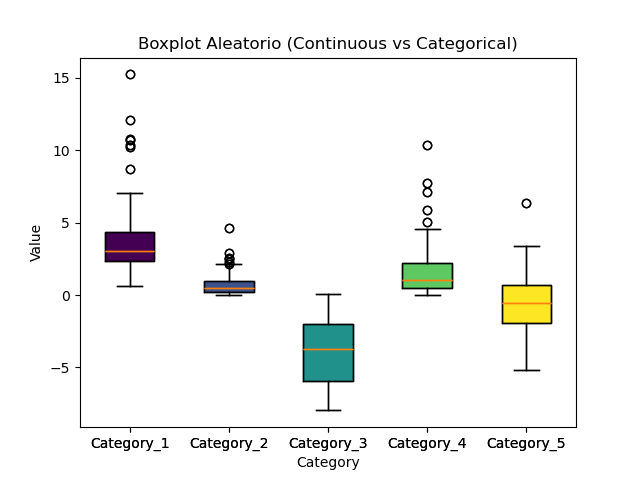 Boxplot Aleatorio (Continuous vs Categorical)
15
10
5
0
−5
Value
Category_1 Category_2 Category_3 Category_4 Category_5
Category